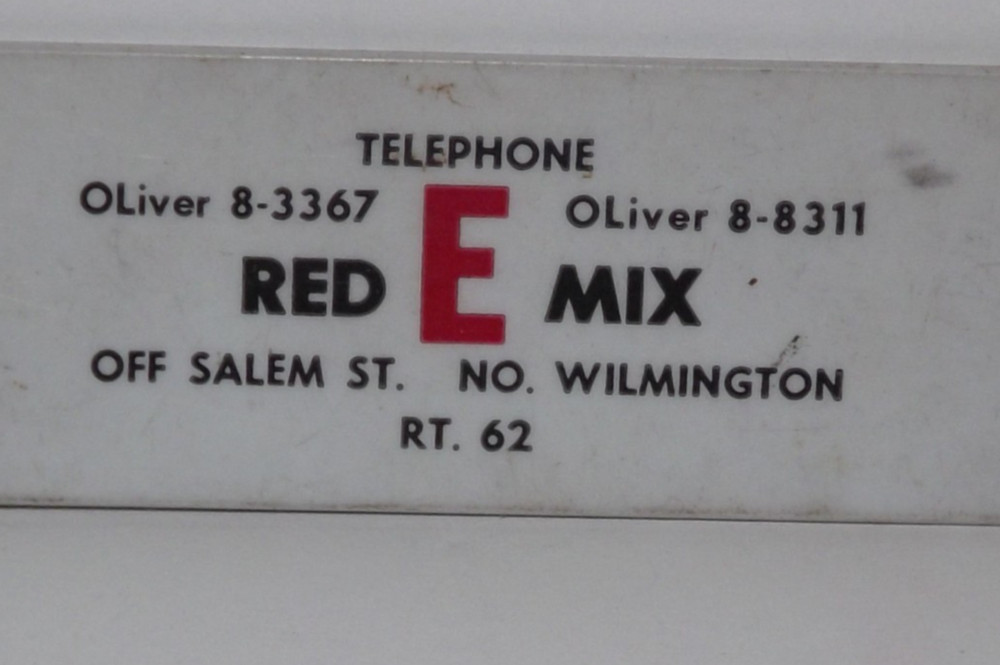 TELEPHONE
OLiver 8-3367 OLiver 8-8311
RED E MIX
OFF SALEM ST. NO. WILMINGTON
RT. 62